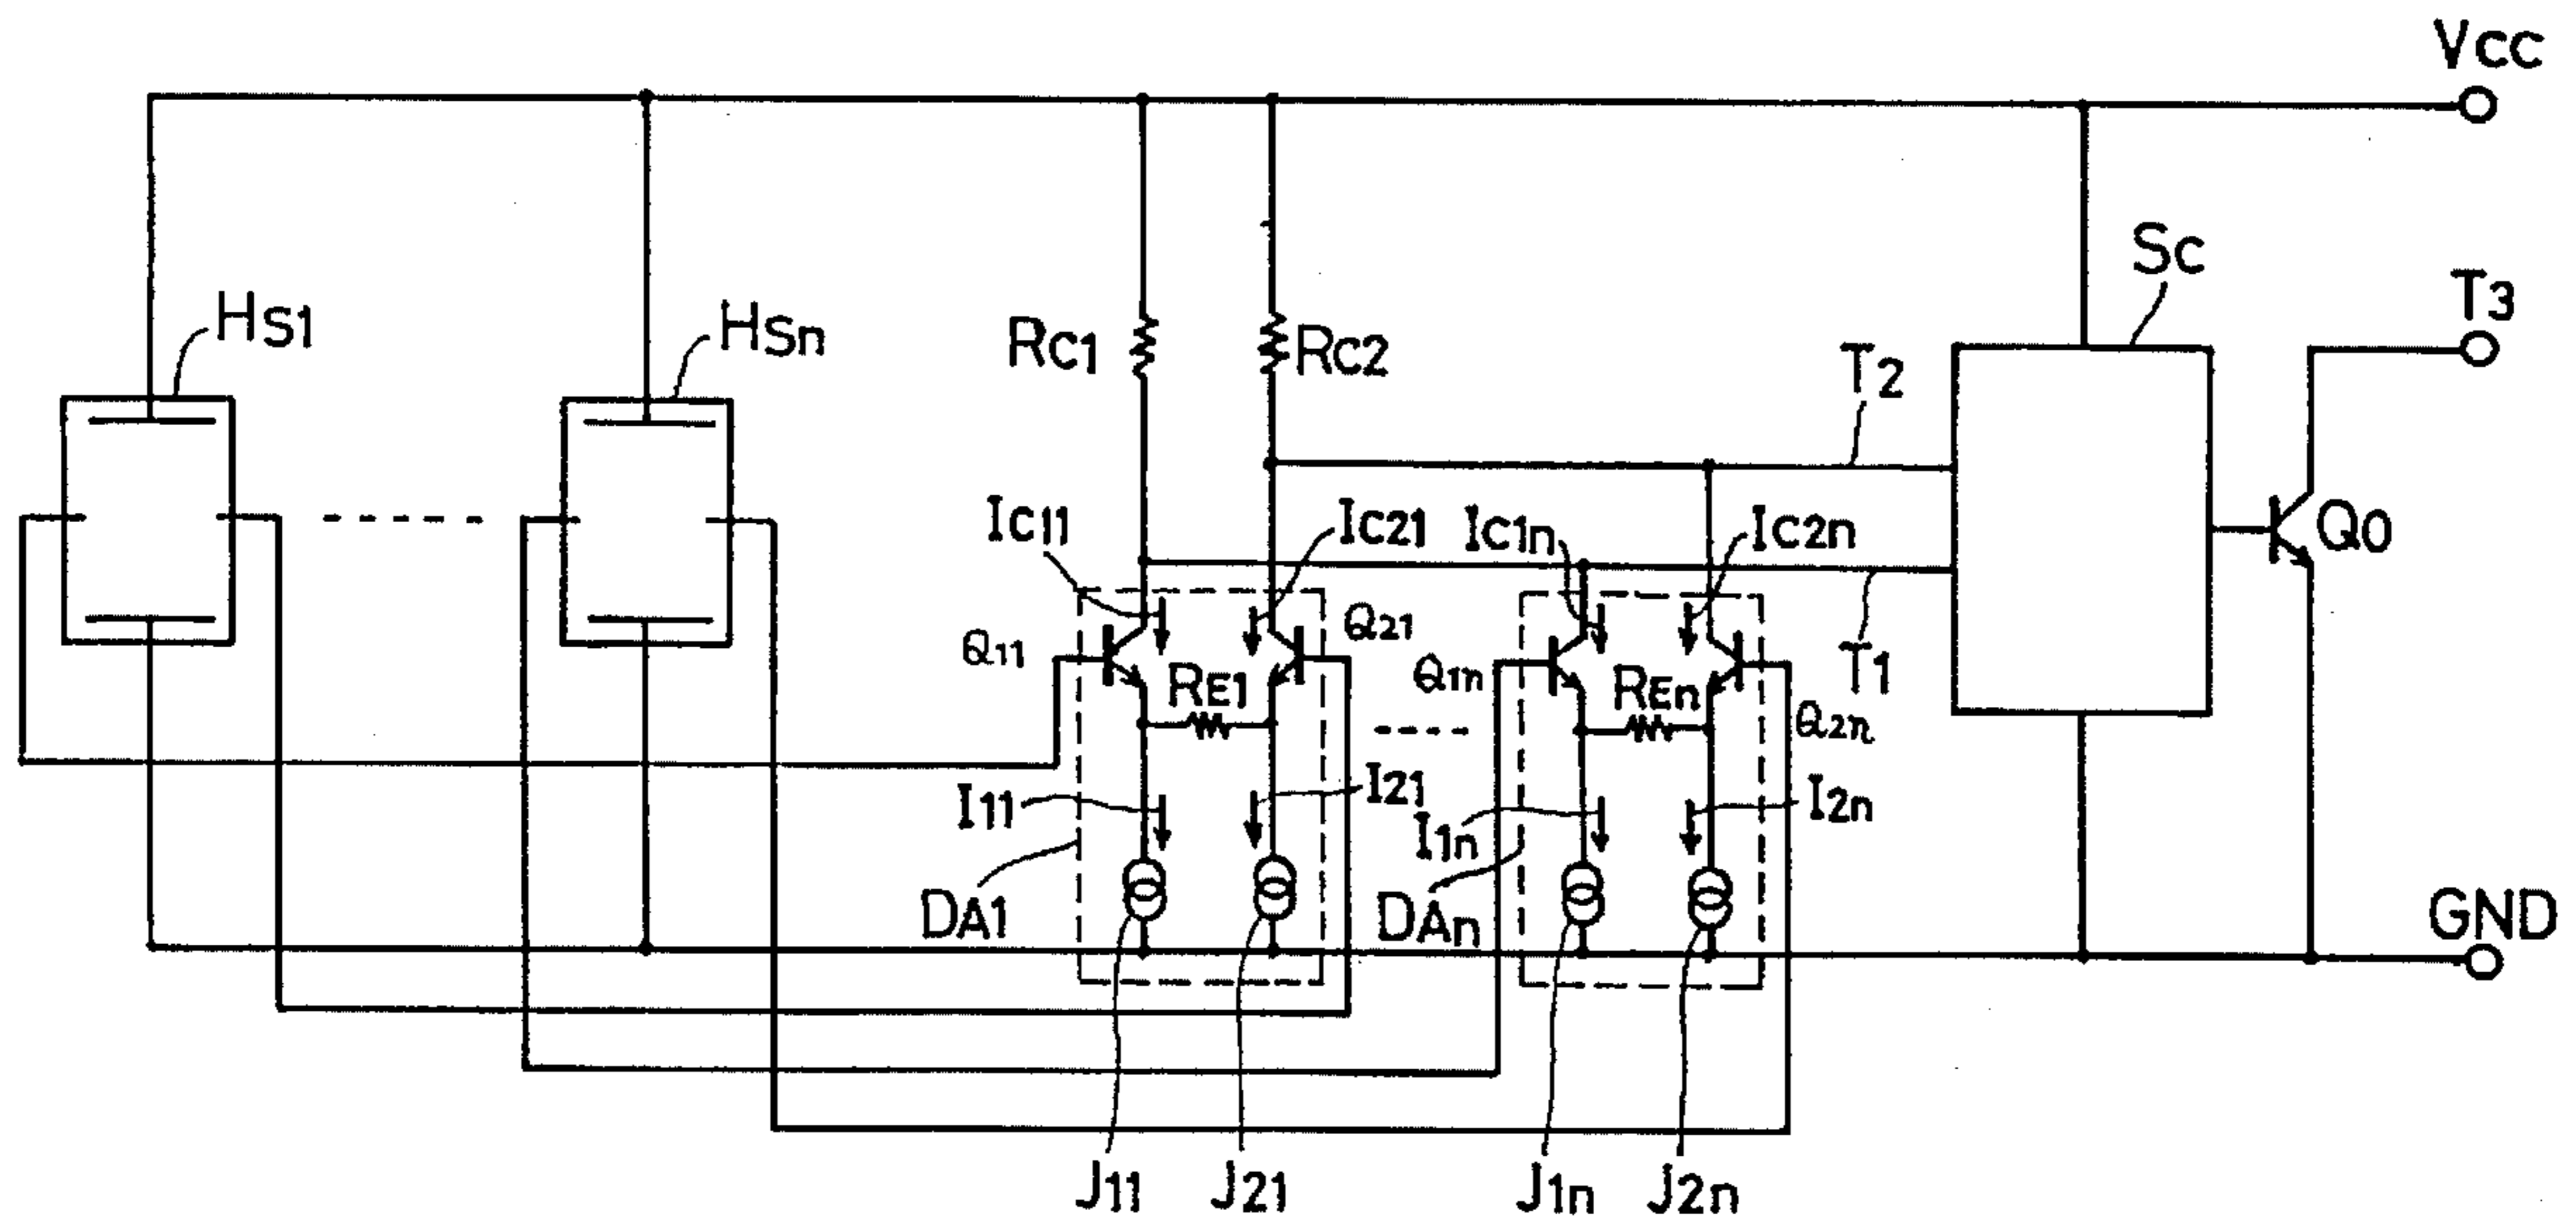 VCC
SC
T3
HS1
HSn
RC1
RC2
T2
IC11
IC21
IC1n
IC2n
Q0
Q11
Q21
RE1
Q1n
REn
T1
Q2n
I11
I21
I1n
I2n
DA1
DAn
GND
J11
J21
J1n
J2n